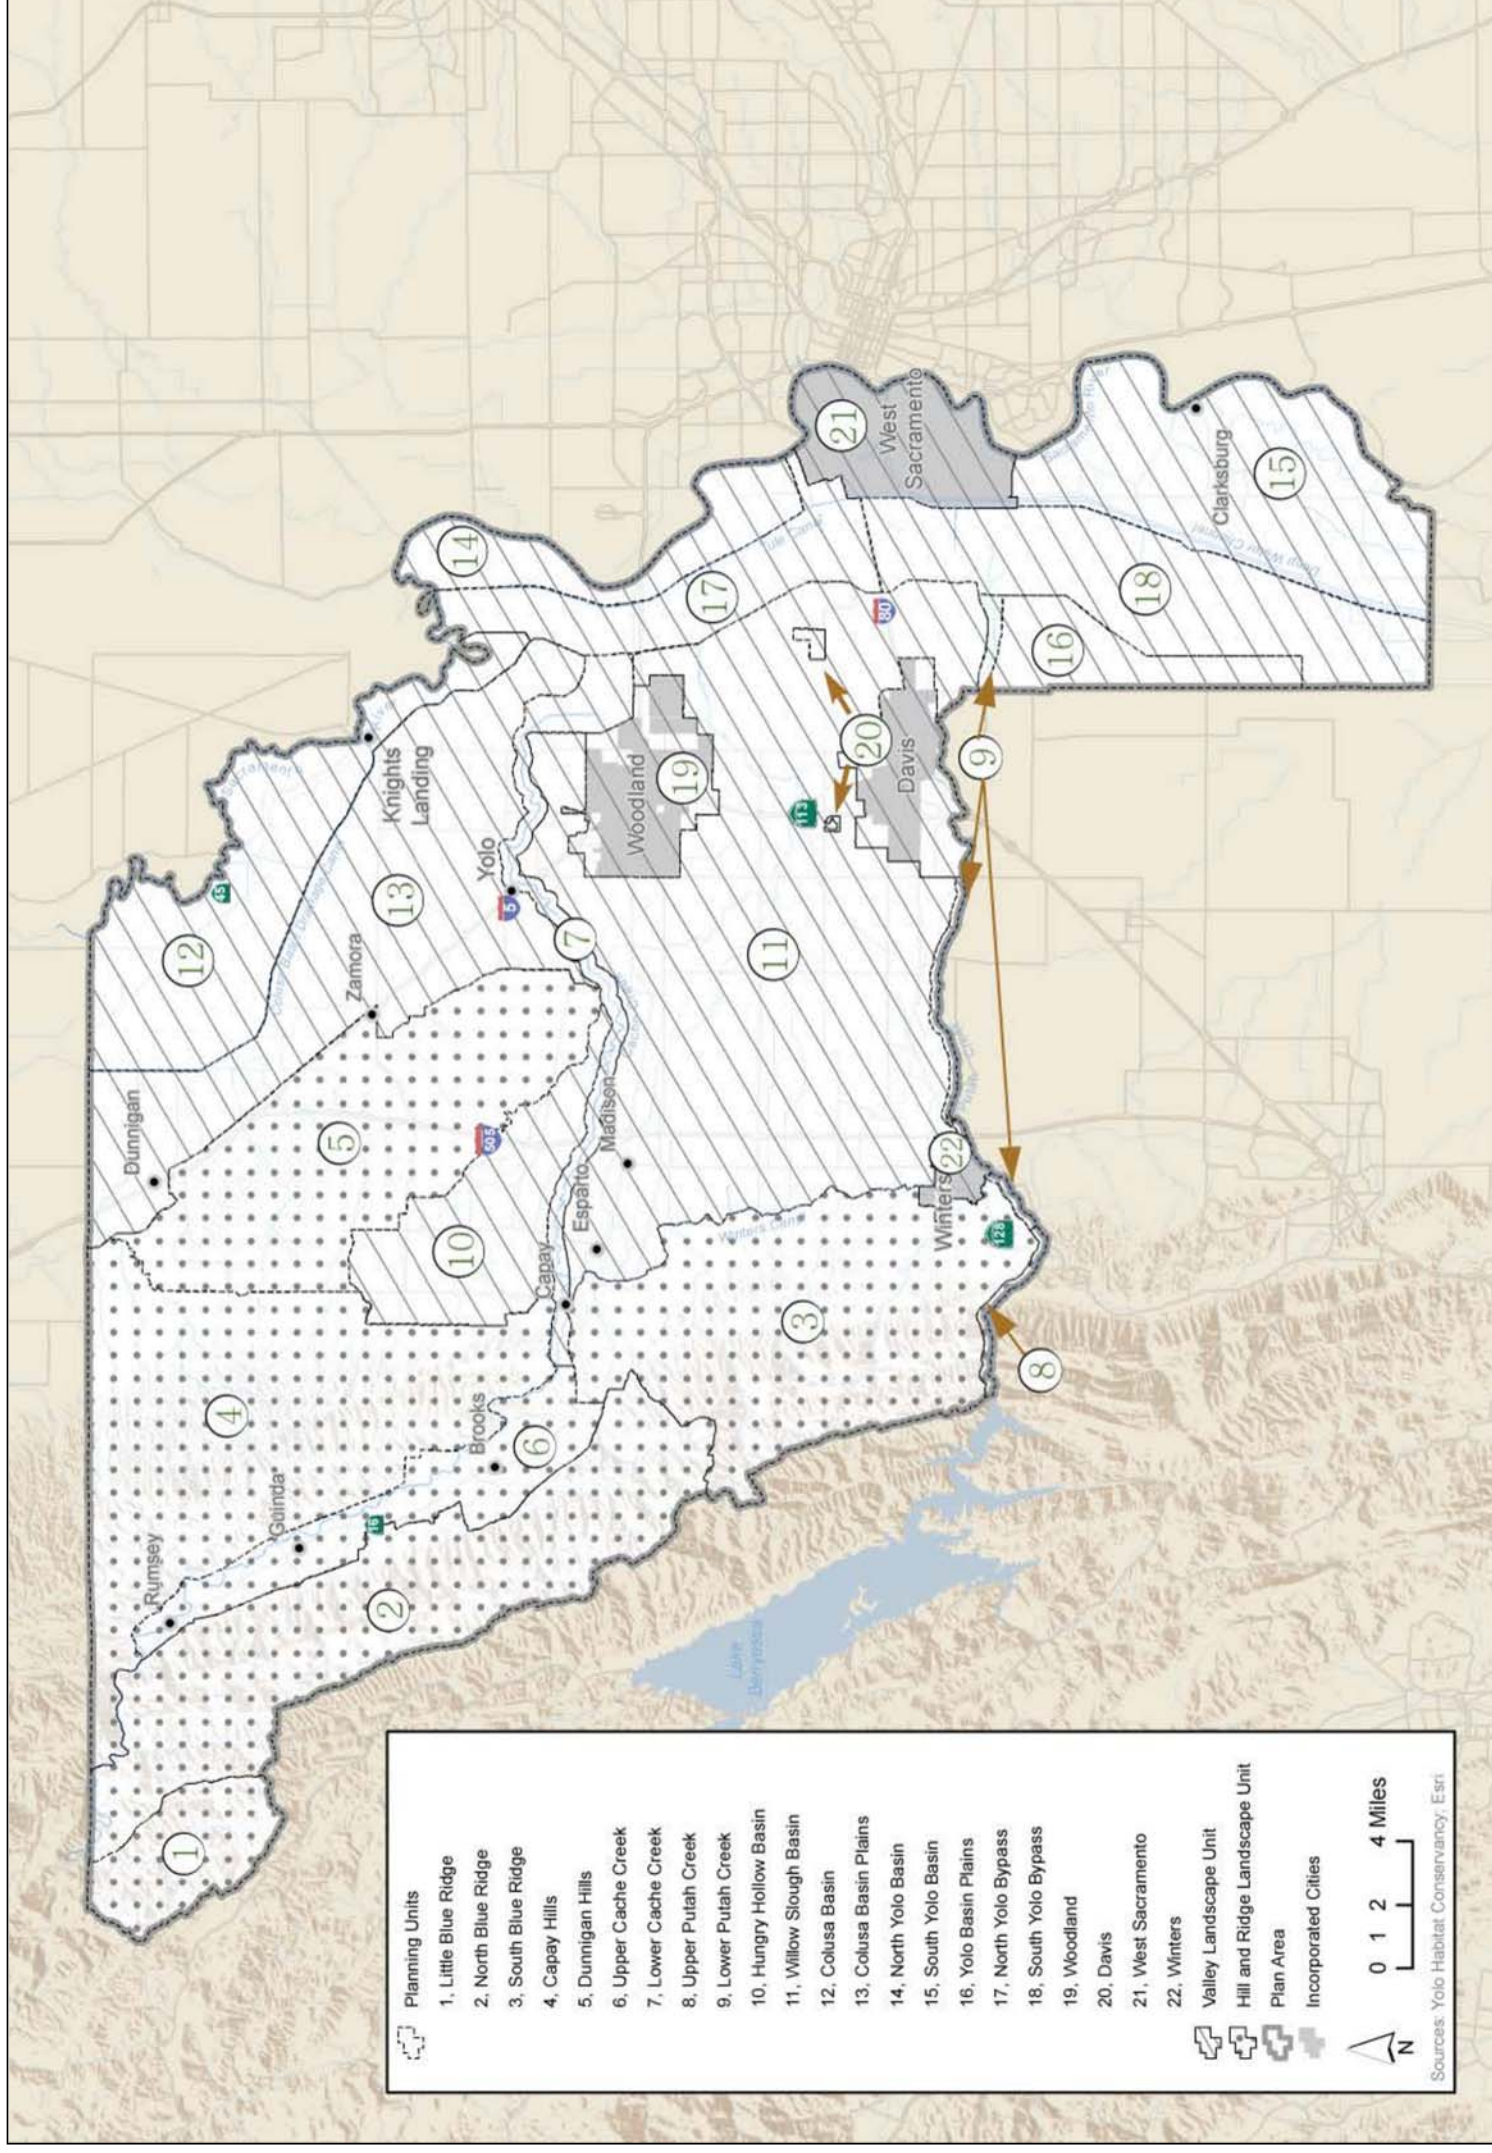 Rumsey
Guinda
Brooks
Capay
Esparto
Madison
Dunnigan
Zamora
Yolo
Knights
Landing
Woodland
Davis
Winters
West
Sacramento
Clarksburg
Lake
Berryessa
Winters Canal
Tule Canal
1
2
3
4
5
6
7
8
9
10
11
12
13
14
15
16
17
18
19
20
21
22
16
505
5
45
113
80
128
Planning Units
1, Little Blue Ridge
2, North Blue Ridge
3, South Blue Ridge
4, Capay Hills
5, Dunnigan Hills
6, Upper Cache Creek
7, Lower Cache Creek
8, Upper Putah Creek
9, Lower Putah Creek
10, Hungry Hollow Basin
11, Willow Slough Basin
12, Colusa Basin
13, Colusa Basin Plains
14, North Yolo Basin
15, South Yolo Basin
16, Yolo Basin Plains
17, North Yolo Bypass
18, South Yolo Bypass
19, Woodland
20, Davis
21, West Sacramento
22, Winters
Valley Landscape Unit
Hill and Ridge Landscape Unit
Plan Area
Incorporated Cities
N
0 1 2 4 Miles
Sources: Yolo Habitat Conservancy, Esri